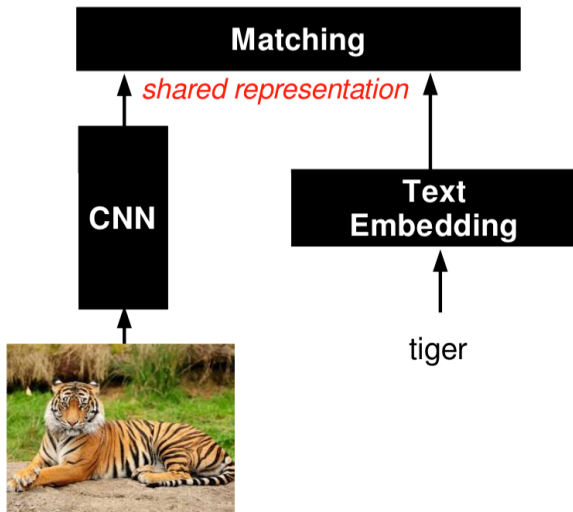 Matching
shared representation
CNN
Text
Embedding
tiger